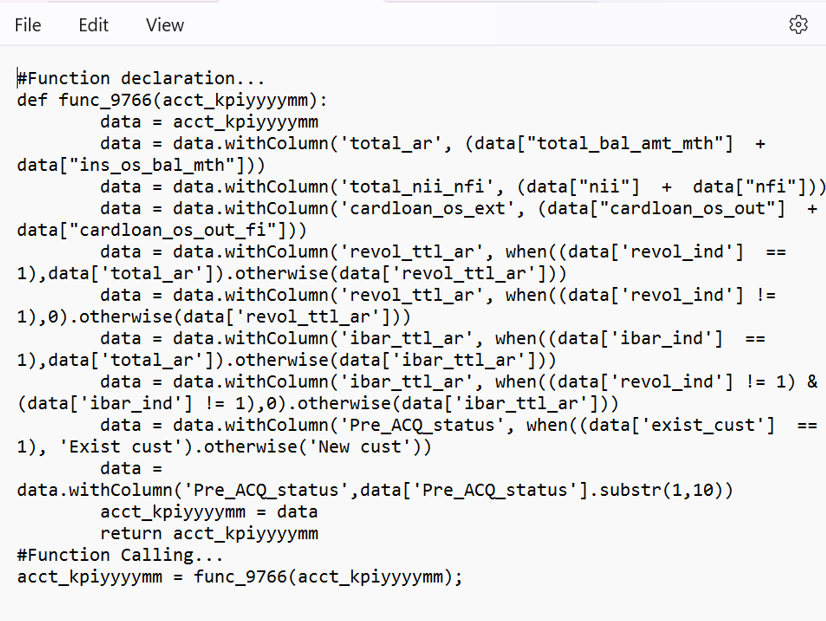 File Edit View
#Function declaration...
def func_9766(acct_kpiyyyymm):
        data = acct_kpiyyyymm
        data = data.withColumn('total_ar', (data["total_bal_amt_mth"]  +
data["ins_os_bal_mth"]))
        data = data.withColumn('total_nii_nfi', (data["nii"]  +  data["nfi"]))
        data = data.withColumn('cardloan_os_ext', (data["cardloan_os_out"]  +
data["cardloan_os_out_fi"]))
        data = data.withColumn('revol_ttl_ar', when((data['revol_ind']  ==
1),data['total_ar']).otherwise(data['revol_ttl_ar']))
        data = data.withColumn('revol_ttl_ar', when((data['revol_ind'] !=
1),0).otherwise(data['revol_ttl_ar']))
        data = data.withColumn('ibar_ttl_ar', when((data['ibar_ind']  ==
1),data['total_ar']).otherwise(data['ibar_ttl_ar']))
        data = data.withColumn('ibar_ttl_ar', when((data['revol_ind'] != 1) &
(data['ibar_ind'] != 1),0).otherwise(data['ibar_ttl_ar']))
        data = data.withColumn('Pre_ACQ_status', when((data['exist_cust']  ==
1), 'Exist cust').otherwise('New cust'))
        data =
data.withColumn('Pre_ACQ_status',data['Pre_ACQ_status'].substr(1,10))
        acct_kpiyyyymm = data
        return acct_kpiyyyymm
#Function Calling...
acct_kpiyyyymm = func_9766(acct_kpiyyyymm);